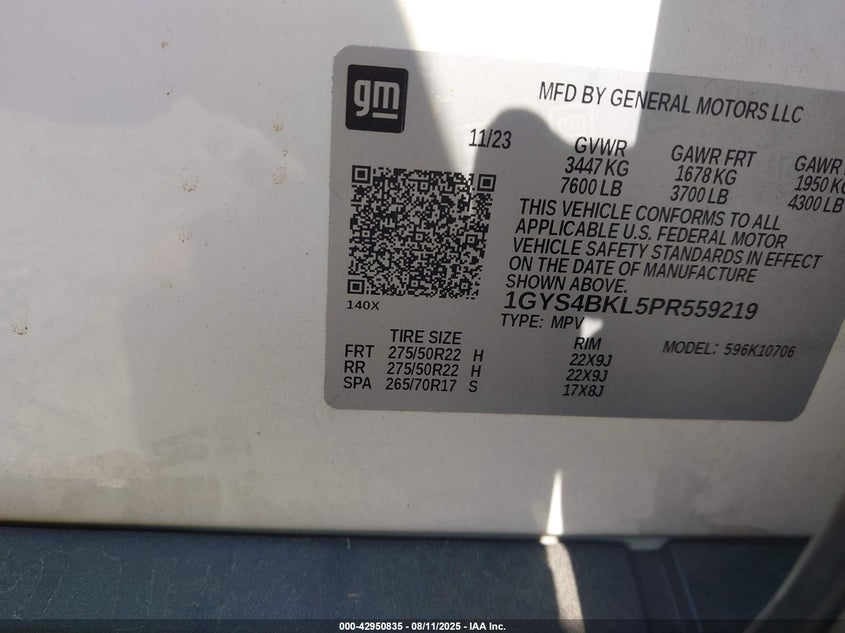 gm
MFD BY GENERAL MOTORS LLC
11/23
GVWR
3447 KG
7600 LB
GAWR FRT
1678 KG
3700 LB
GAWR
1950 KG
4300 LB
THIS VEHICLE CONFORMS TO ALL
APPLICABLE U.S. FEDERAL MOTOR
VEHICLE SAFETY STANDARDS IN EFFECT
ON THE DATE OF MANUFACTURE
SHOWN ABOVE.
140X
1GYS4BKL5PR559219
TYPE: MPV
MODEL: 596K10706
TIRE SIZE RIM
FRT 275/50R22 H 22X9J
RR 275/50R22 H 22X9J
SPA 265/70R17 S 17X8J
000-42950835 - 08/11/2025 - IAA Inc.